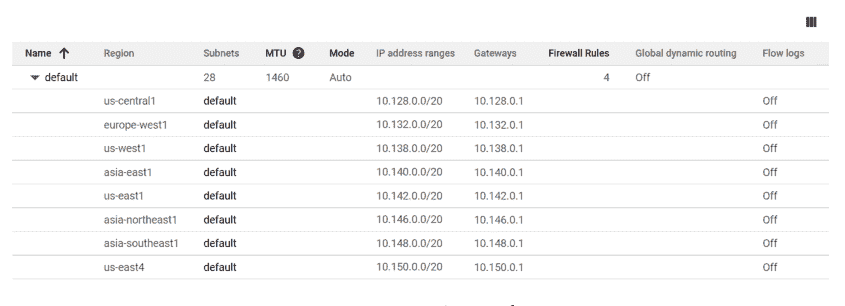 Name Region Subnets MTU Mode IP address ranges Gateways Firewall Rules Global dynamic routing Flow logs
default 28 1460 Auto 4 Off
us-central1 default 10.128.0.0/20 10.128.0.1 Off
europe-west1 default 10.132.0.0/20 10.132.0.1 Off
us-west1 default 10.138.0.0/20 10.138.0.1 Off
asia-east1 default 10.140.0.0/20 10.140.0.1 Off
us-east1 default 10.142.0.0/20 10.142.0.1 Off
asia-northeast1 default 10.146.0.0/20 10.146.0.1 Off
asia-southeast1 default 10.148.0.0/20 10.148.0.1 Off
us-east4 default 10.150.0.0/20 10.150.0.1 Off